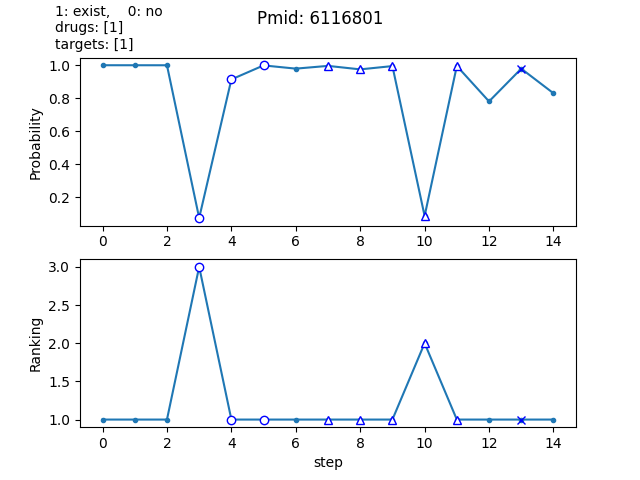 1: exist,    0: no
drugs: [1]
targets: [1]
Pmid: 6116801
Probability
1.0
0.8
0.6
0.4
0.2
0 2 4 6 8 10 12 14
Ranking
3.0
2.5
2.0
1.5
1.0
0 2 4 6 8 10 12 14
step